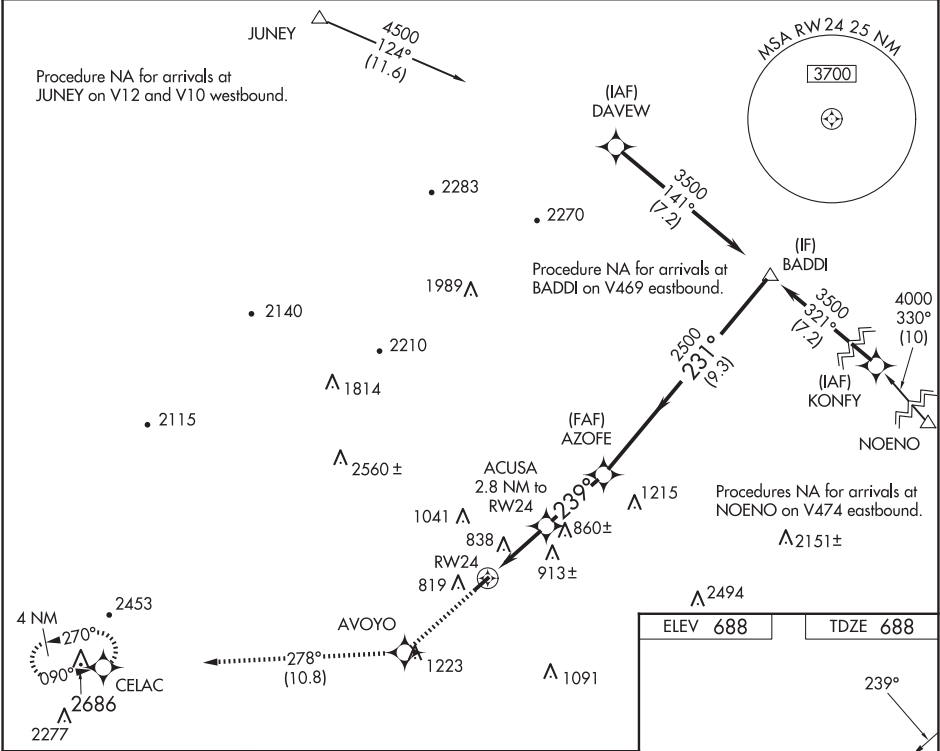 JUNEY
4500
124°
(11.6)
MSA RW24 25 NM
3700
Procedure NA for arrivals at
JUNEY on V12 and V10 westbound.
(IAF)
DAVEW
3500
141°
(7.2)
2283
2270
(IF)
BADDI
Procedure NA for arrivals at
BADDI on V469 eastbound.
1989
3500
321°
(7.2)
4000
330°
(10)
2140
2210
2500
231°
(9.3)
(IAF)
KONFY
1814
NOENO
2115
(FAF)
AZOFE
2560 ±
ACUSA
2.8 NM to
RW24
239°
1215
Procedures NA for arrivals at
NOENO on V474 eastbound.
1041
860±
2151±
838
RW24
913±
819
2494
2453
4 NM
AVOYO
ELEV 688
TDZE 688
270°
090°
CELAC
278°
(10.8)
1223
1091
239°
2686
2277